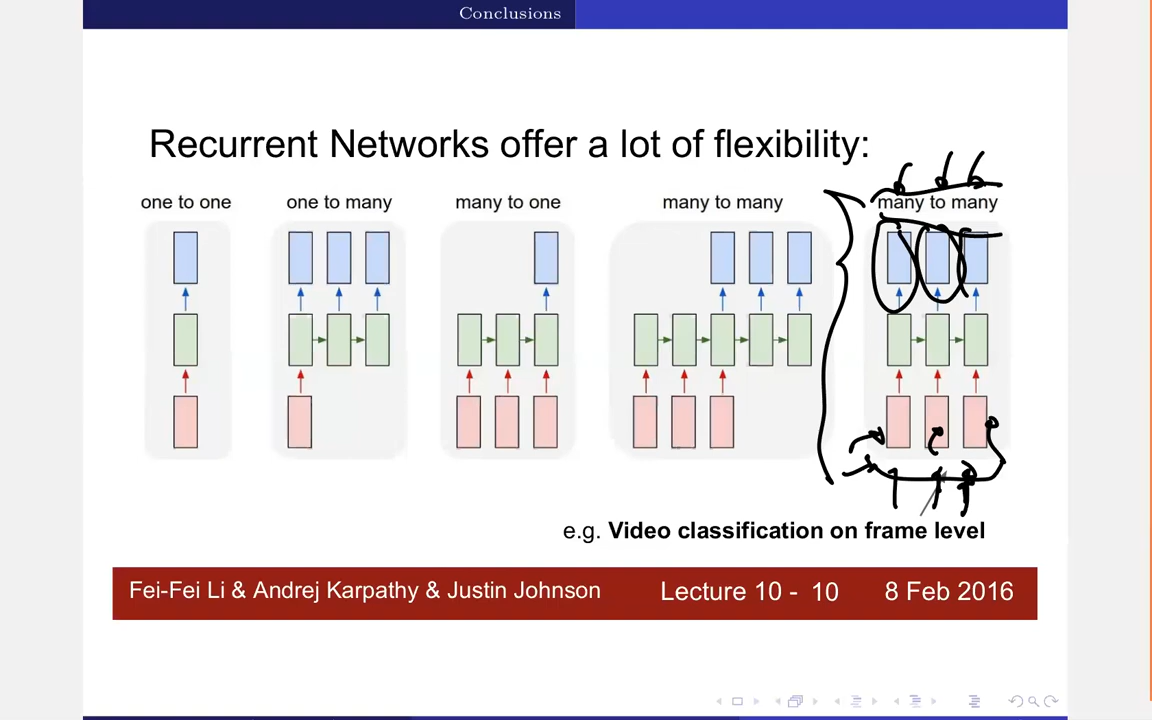 Conclusions
Recurrent Networks offer a lot of flexibility:
one to one one to many many to one many to many many to many
e.g. Video classification on frame level
Fei-Fei Li & Andrej Karpathy & Justin Johnson Lecture 10 - 10 8 Feb 2016